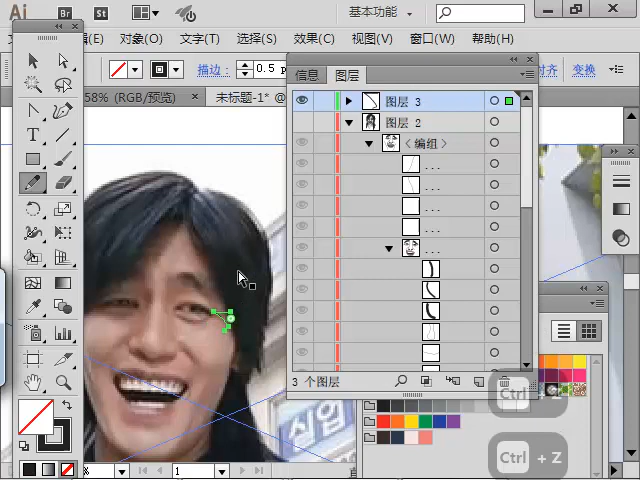 Ai Br St 基本功能
(E) 对象(O) 文字(T) 选择(S) 效果(C) 视图(V) 窗口(W) 帮助(H)
描边: 0.5 p 对齐 变换
58% (RGB/预览) × 未标题-1* @
信息 图层
图层 3
图层 2
<编组>
...
...
...
...
...
3 个图层
Ctrl + Z
Ctrl + Z
% 1